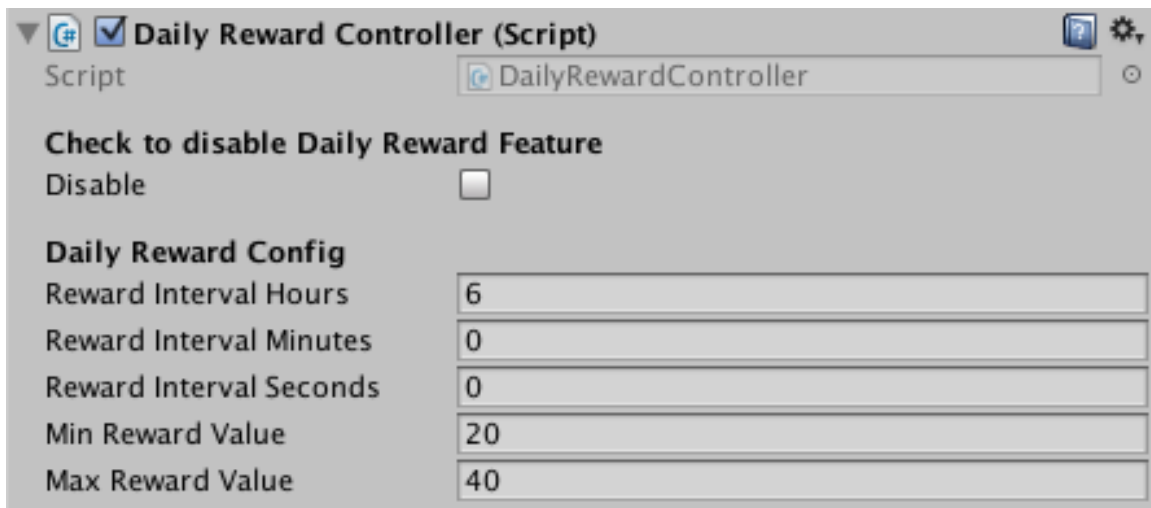 Daily Reward Controller (Script)
Script DailyRewardController
Check to disable Daily Reward Feature
Disable
Daily Reward Config
Reward Interval Hours 6
Reward Interval Minutes 0
Reward Interval Seconds 0
Min Reward Value 20
Max Reward Value 40